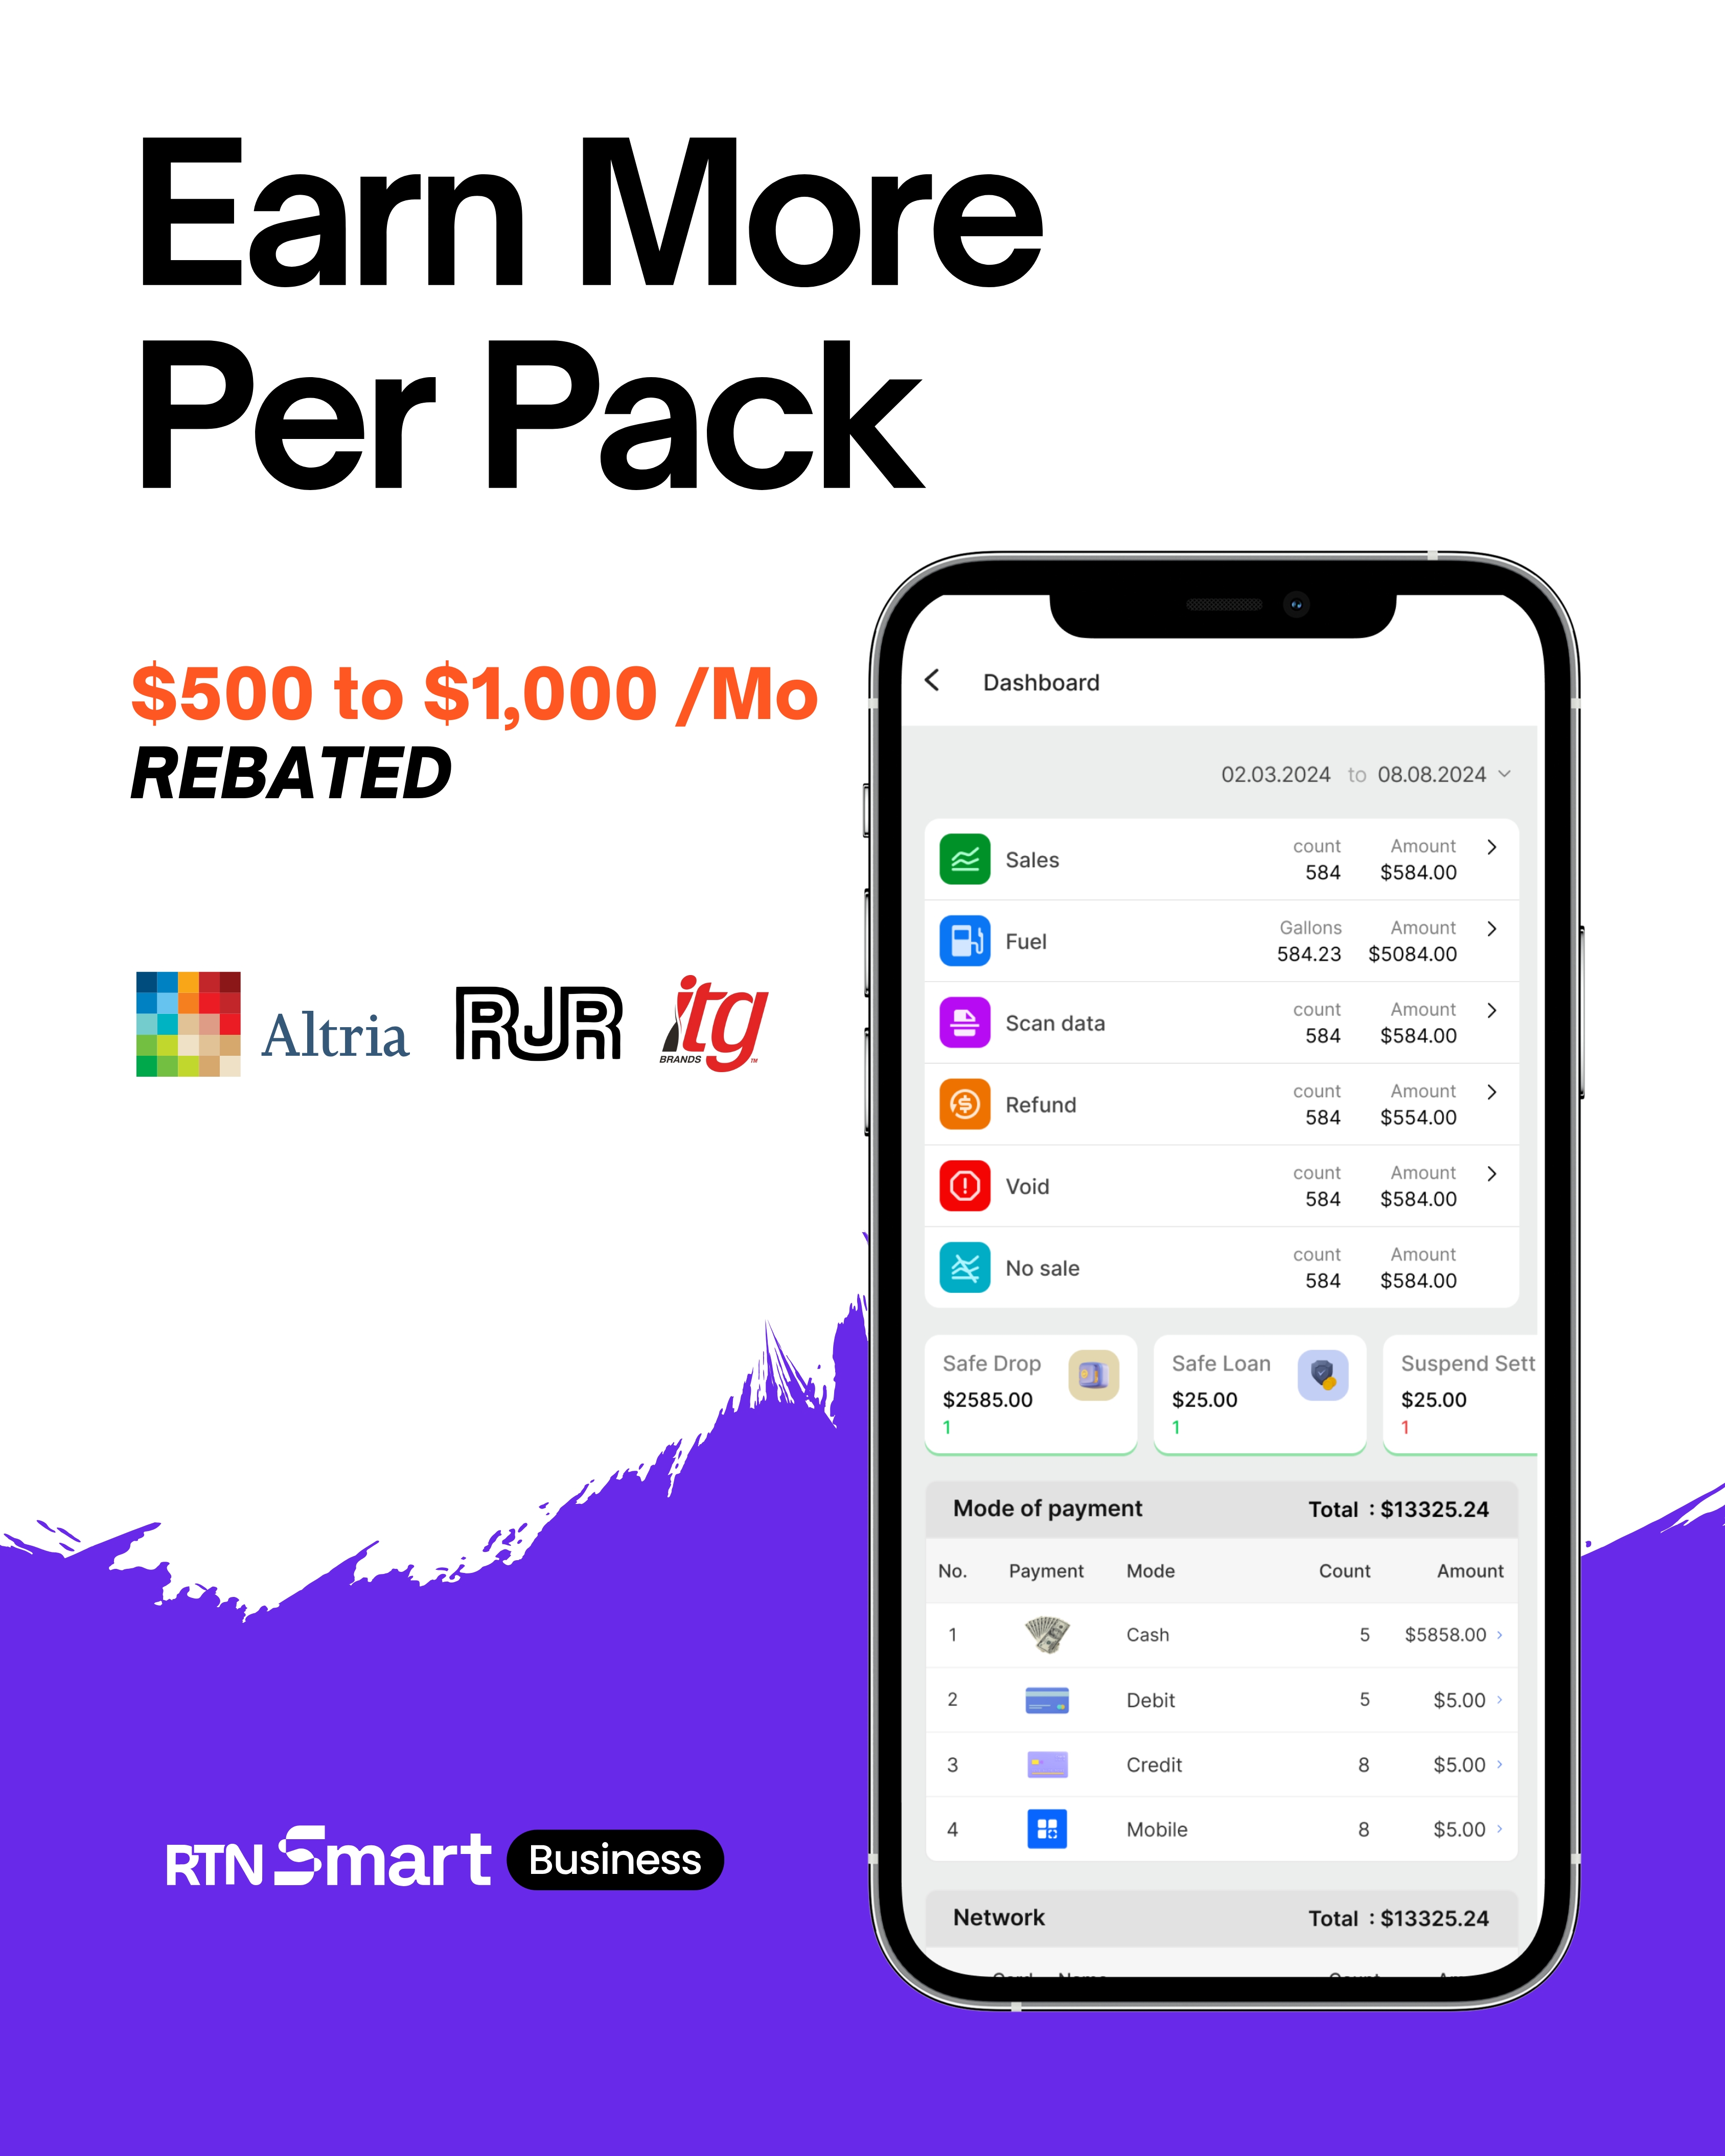 Earn More
Per Pack
$500 to $1,000 /Mo
REBATED
Altria
RJR
itg
BRANDS
TM
RTN Smart Business
Dashboard
02.03.2024 to 08.08.2024
Sales count 584 Amount $584.00
Fuel Gallons 584.23 Amount $5084.00
Scan data count 584 Amount $584.00
Refund count 584 Amount $554.00
Void count 584 Amount $584.00
No sale count 584 Amount $584.00
Safe Drop Safe Loan Suspend Sett
$2585.00 $25.00 $25.00
1 1 1
Mode of payment Total : $13325.24
No. Payment Mode Count Amount
1 Cash 5 $5858.00
2 Debit 5 $5.00
3 Credit 8 $5.00
4 Mobile 8 $5.00
Network Total : $13325.24